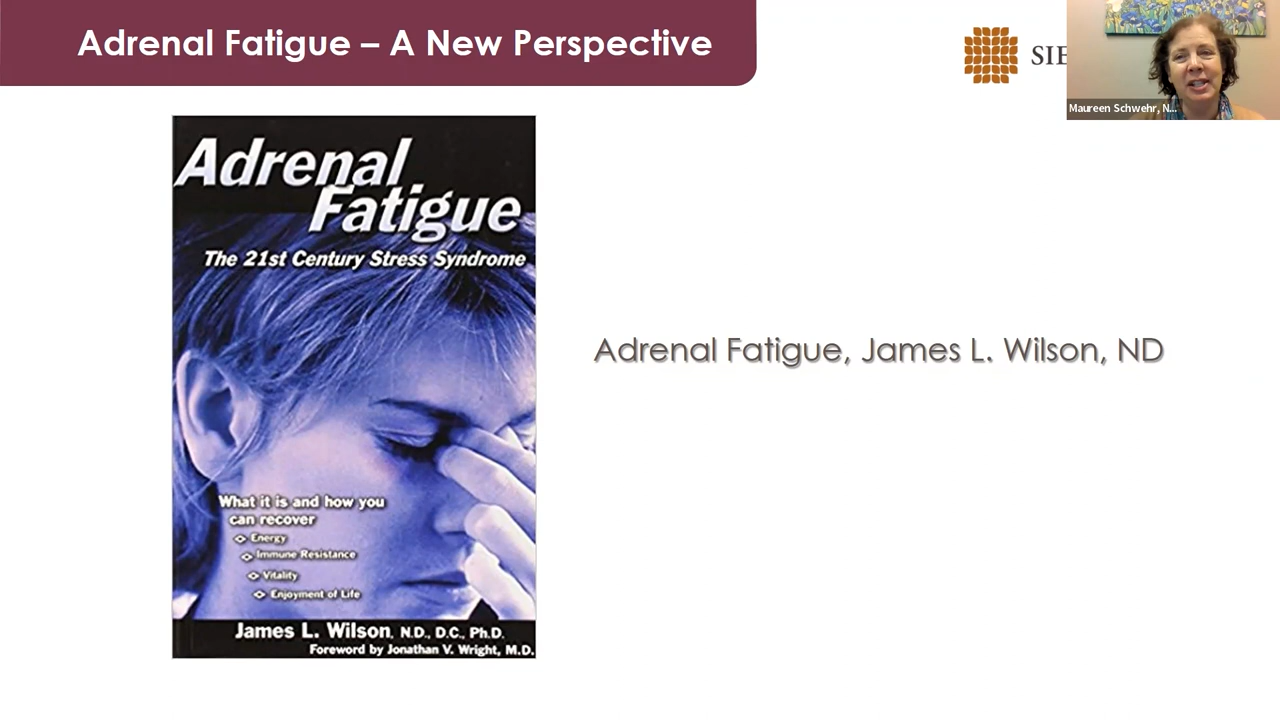 Adrenal Fatigue – A New Perspective
SIE
Maureen Schwehr, N...
Adrenal
Fatigue
The 21st Century Stress Syndrome
What it is and how you
can recover
Energy
Immune Resistance
Vitality
Enjoyment of Life
James L. Wilson, N.D., D.C., Ph.D.
Foreword by Jonathan V. Wright, M.D.
Adrenal Fatigue, James L. Wilson, ND